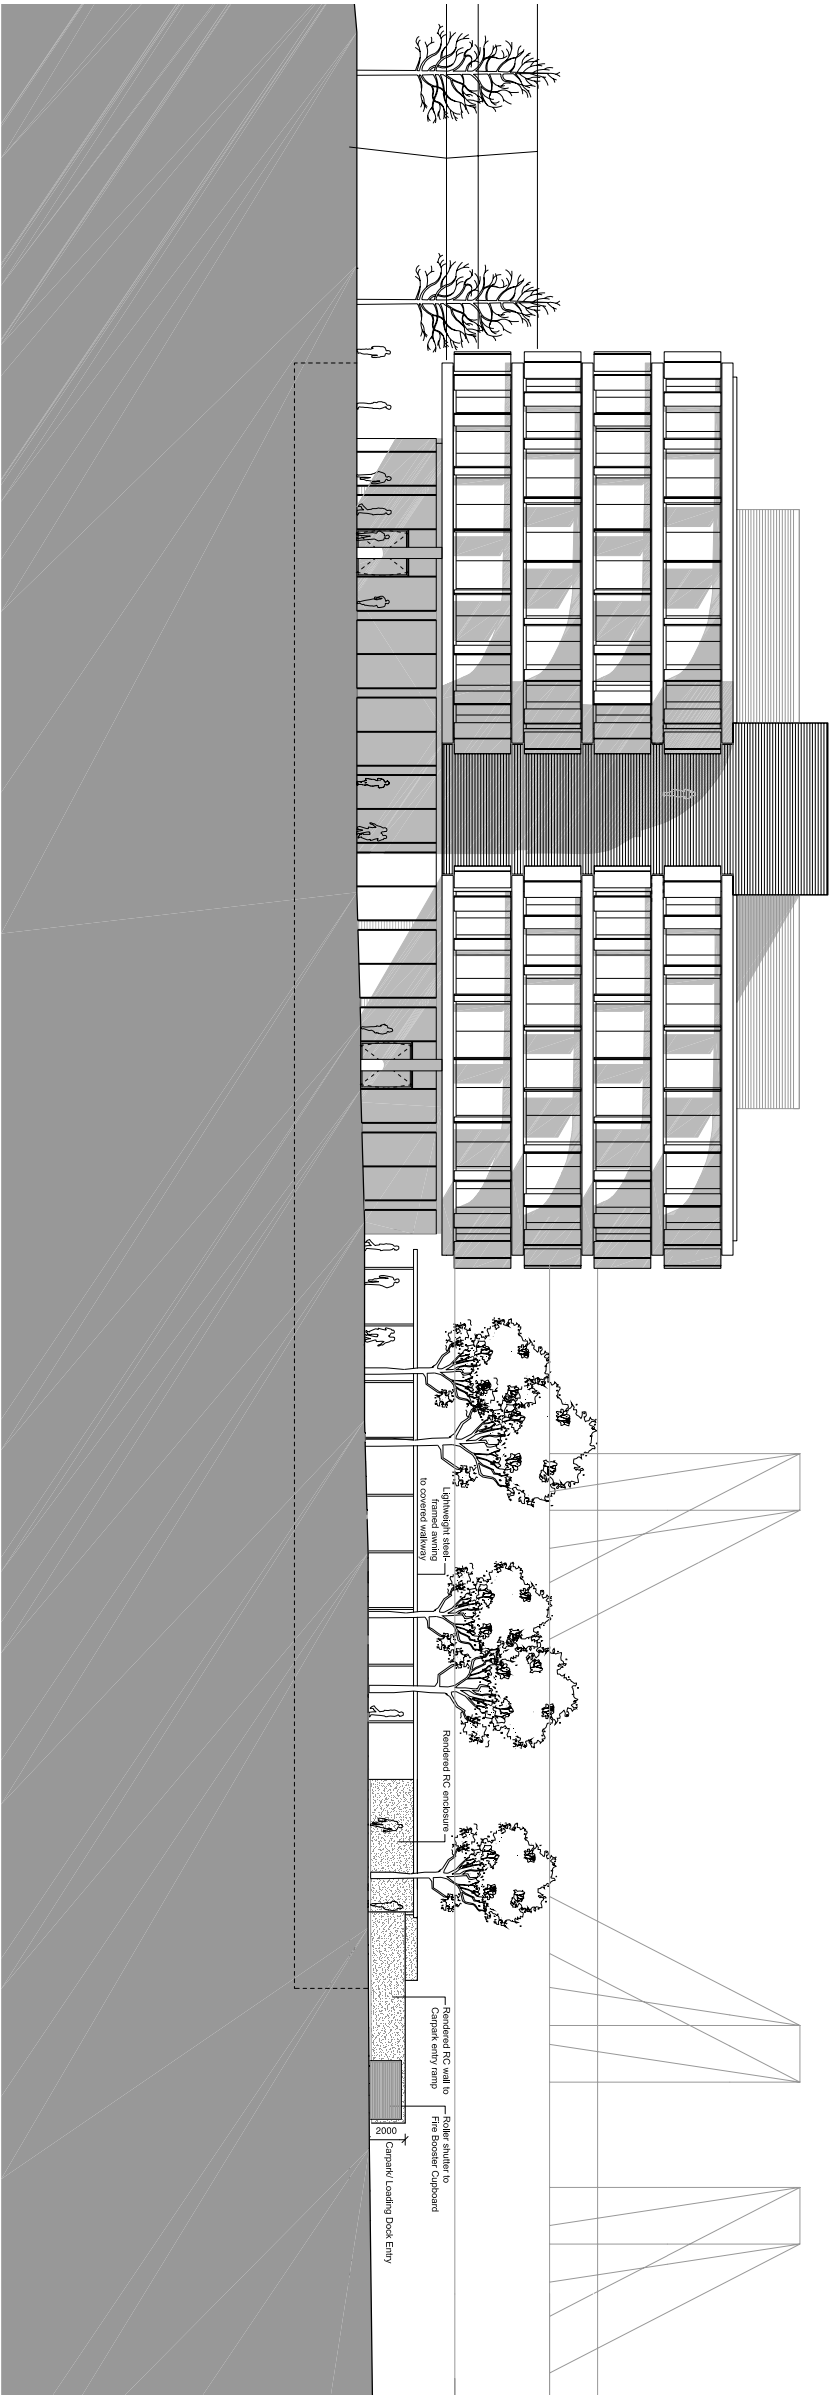 Lightweight steel-
framed awning
to covered walkway
Rendered RC enclosure
Rendered RC wall to
Carpark entry ramp
Roller shutter to
Fire Booster Cupboard
2000
Carpark/ Loading Dock Entry